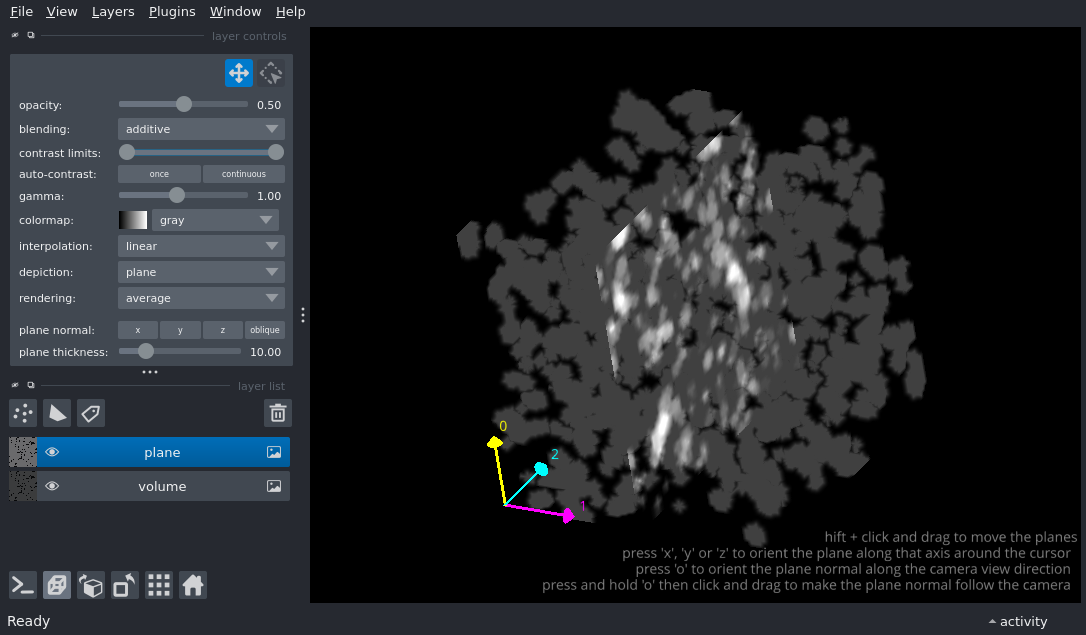 File View Layers Plugins Window Help
layer controls
opacity: 0.50
blending: additive
contrast limits:
auto-contrast: once continuous
gamma: 1.00
colormap: gray
interpolation: linear
depiction: plane
rendering: average
plane normal: x y z oblique
plane thickness: 10.00
layer list
plane
volume
0
2
1
hift + click and drag to move the planes
press 'x', 'y' or 'z' to orient the plane along that axis around the cursor
press 'o' to orient the plane normal along the camera view direction
press and hold 'o' then click and drag to make the plane normal follow the camera
Ready
activity